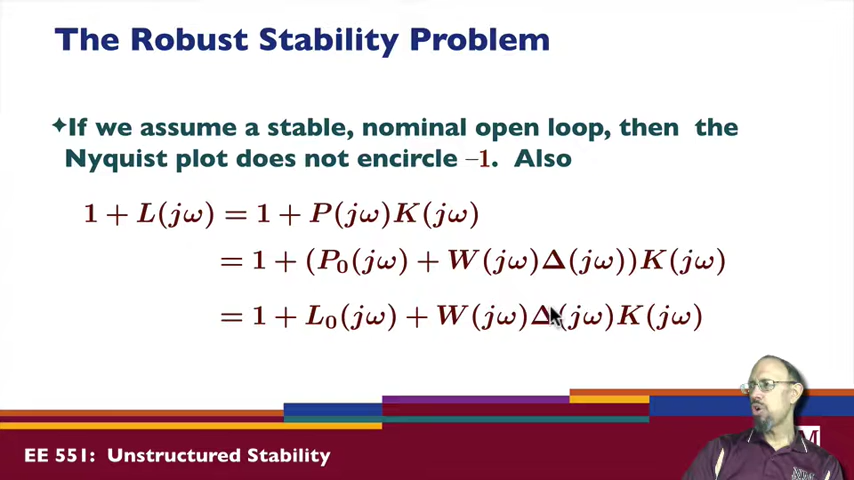 The Robust Stability Problem
✦If we assume a stable, nominal open loop, then the
Nyquist plot does not encircle –1. Also
1 + L(jω) = 1 + P(jω)K(jω)
= 1 + (P₀(jω) + W(jω)Δ(jω))K(jω)
= 1 + L₀(jω) + W(jω)Δ(jω)K(jω)
EE 551: Unstructured Stability